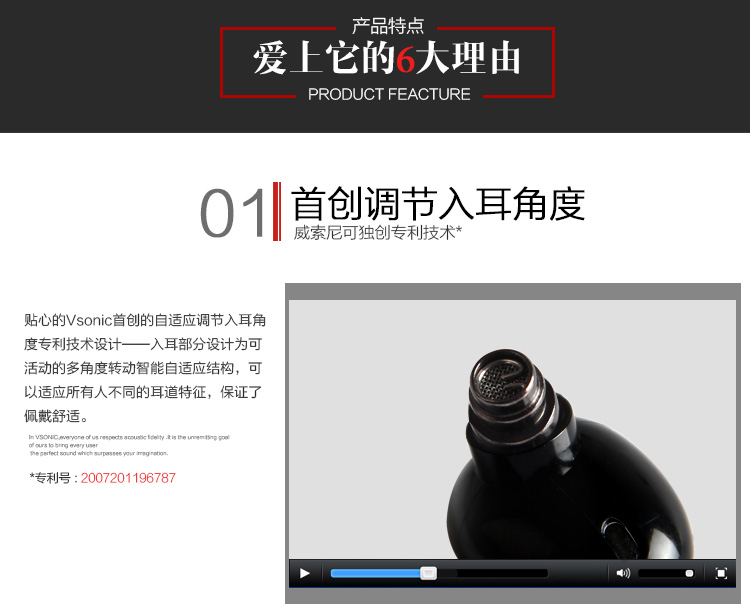 产品特点
爱上它的6大理由
PRODUCT FEACTURE
01
首创调节入耳角度
威索尼可独创专利技术*
贴心的Vsonic首创的自适应调节入耳角
度专利技术设计——入耳部分设计为可
活动的多角度转动智能自适应结构，可
以适应所有人不同的耳道特征，保证了
佩戴舒适。
In VSONIC,everyone of us respects acoustic fidelity .It is the unremitting goal
of ours to bring every user
the perfect sound which surpasses your imagination.
*专利号 : 2007201196787